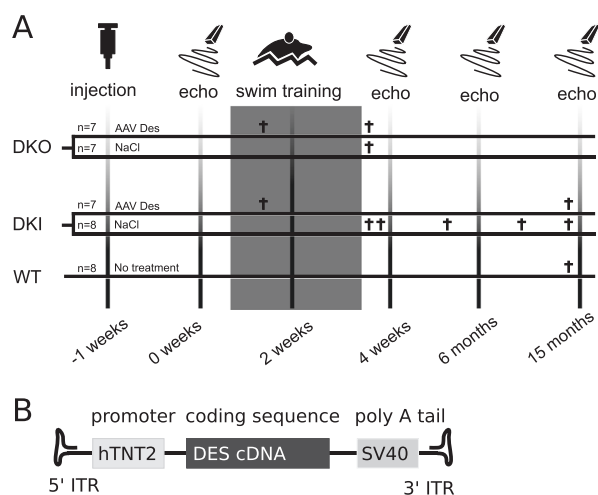 A
injection
echo
swim training
echo
echo
echo
DKO
n=7 AAV Des
n=7 NaCl
DKI
n=7 AAV Des
n=8 NaCl
WT
n=8 No treatment
-1 weeks
0 weeks
2 weeks
4 weeks
6 months
15 months
B
promoter coding sequence poly A tail
hTNT2 DES cDNA SV40
5' ITR 3' ITR